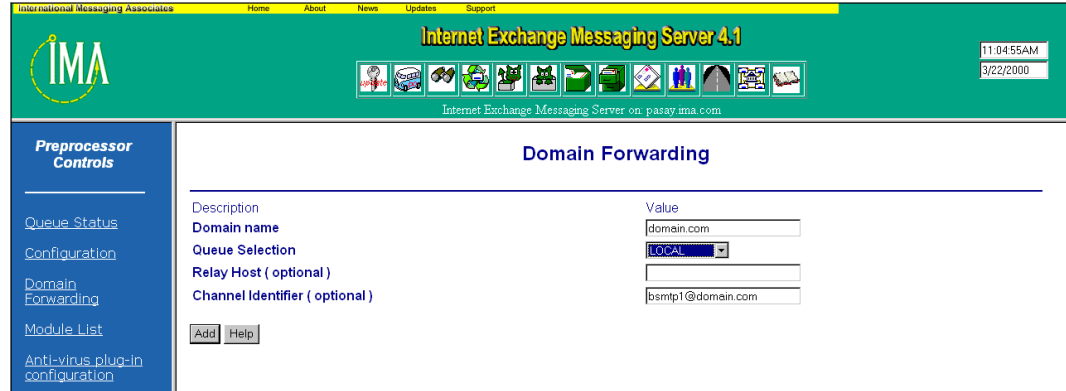 International Messaging Associates Home About News Updates Support
IMA
Internet Exchange Messaging Server 4.1
11:04:55AM
3/22/2000
update
Internet Exchange Messaging Server on: pasay.ima.com
Preprocessor
Controls
Queue Status
Configuration
Domain
Forwarding
Module List
Anti-virus plug-in
configuration
Domain Forwarding
Description Value
Domain name domain.com
Queue Selection LOCAL
Relay Host ( optional )
Channel Identifier ( optional ) bsmtp1@domain.com
Add Help